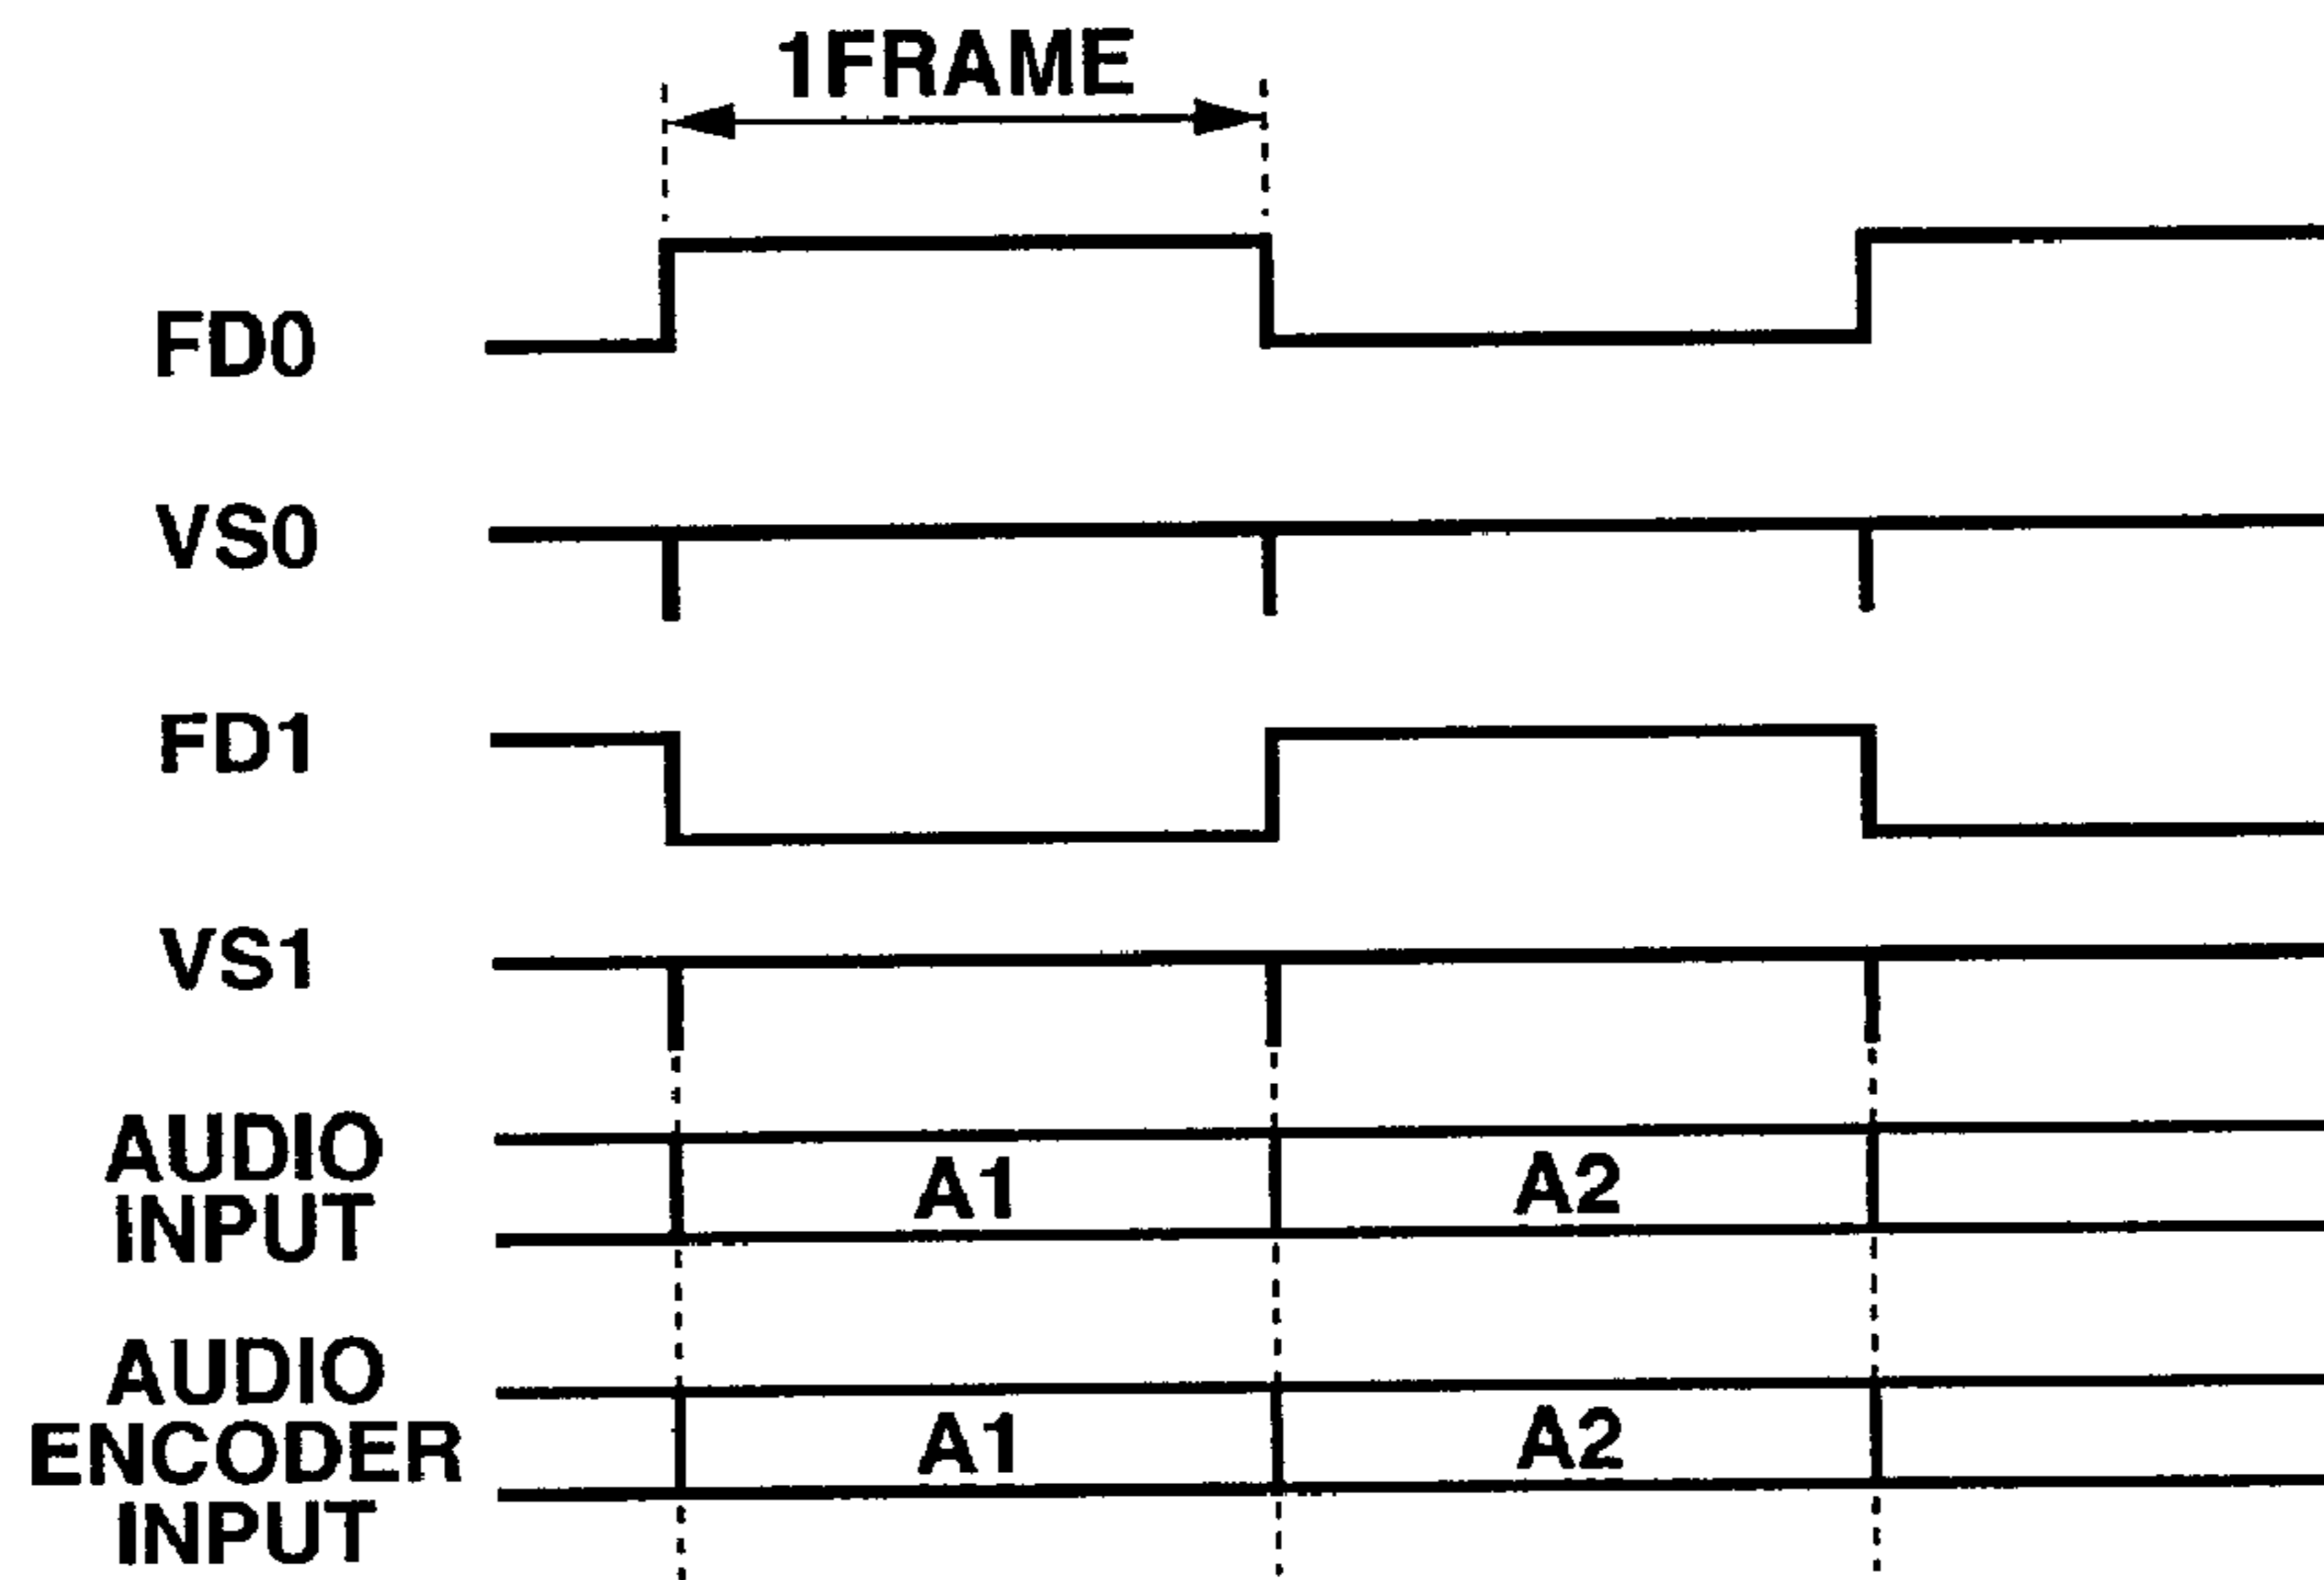 1FRAME
FD0
VS0
FD1
VS1
AUDIO
INPUT
A1 A2
AUDIO
ENCODER
INPUT
A1 A2